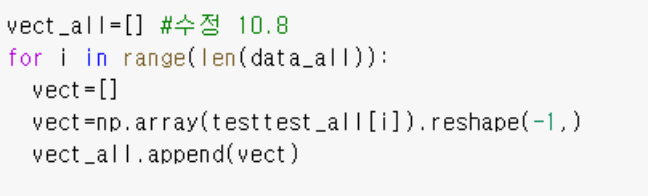 vect_all=[] #수정 10.8
for i in range(len(data_all)):
  vect=[]
  vect=np.array(testtest_all[i]).reshape(-1,)
  vect_all.append(vect)